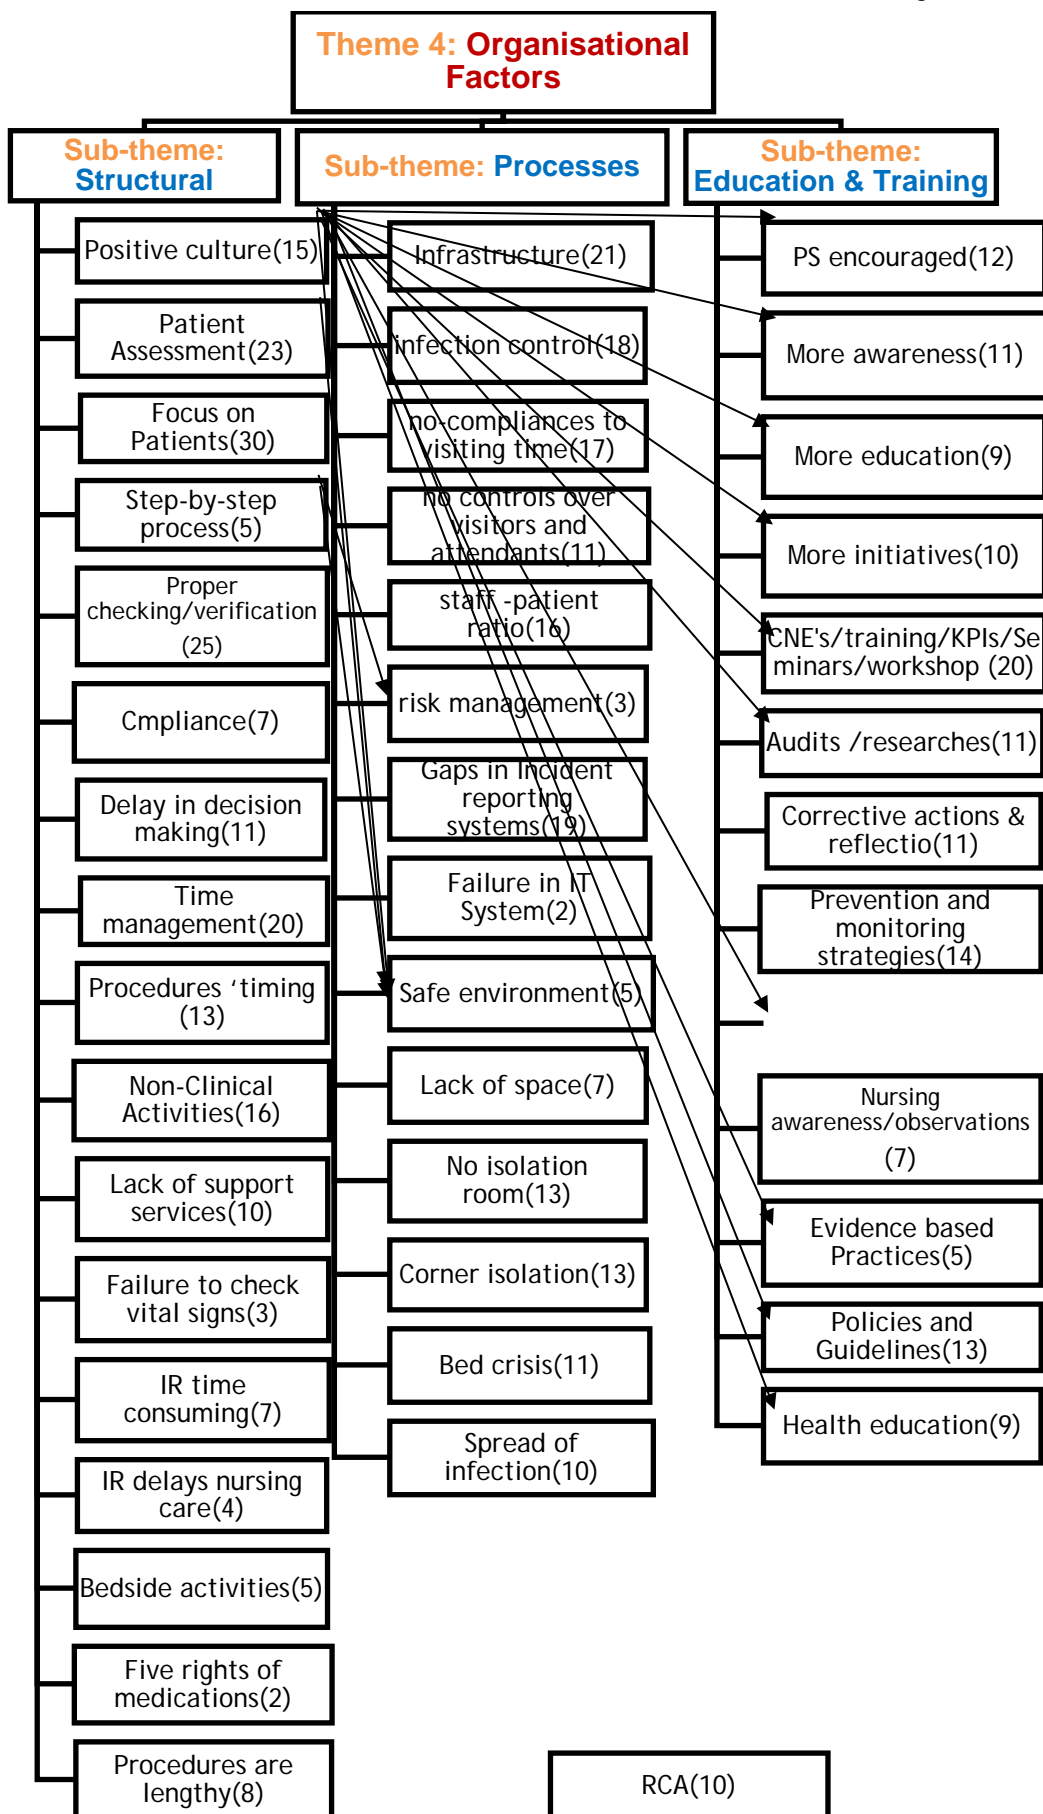 Theme 4: Organisational
Factors
Sub-theme:
Structural
Positive culture(15)
Patient
Assessment(23)
Focus on
Patients(30)
Step-by-step
process(5)
Proper
checking/verification
(25)
Cmpliance(7)
Delay in decision
making(11)
Time
management(20)
Procedures ‘timing
(13)
Non-Clinical
Activities(16)
Lack of support
services(10)
Failure to check
vital signs(3)
IR time
consuming(7)
IR delays nursing
care(4)
Bedside activities(5)
Five rights of
medications(2)
Procedures are
lengthy(8)
Sub-theme: Processes
Infrastructure(21)
infection control(18)
no-compliances to
visiting time(17)
no controls over
visitors and
attendants(11)
staff -patient
ratio(16)
risk management(3)
Gaps in Incident
reporting
systems(19)
Failure in IT
System(2)
Safe environment(5)
Lack of space(7)
No isolation
room(13)
Corner isolation(13)
Bed crisis(11)
Spread of
infection(10)
Sub-theme:
Education & Training
PS encouraged(12)
More awareness(11)
More education(9)
More initiatives(10)
CNE's/training/KPIs/Se
minars/workshop (20)
Audits /researches(11)
Corrective actions &
reflectio(11)
Prevention and
monitoring
strategies(14)
Nursing
awareness/observations
(7)
Evidence based
Practices(5)
Policies and
Guidelines(13)
Health education(9)
RCA(10)